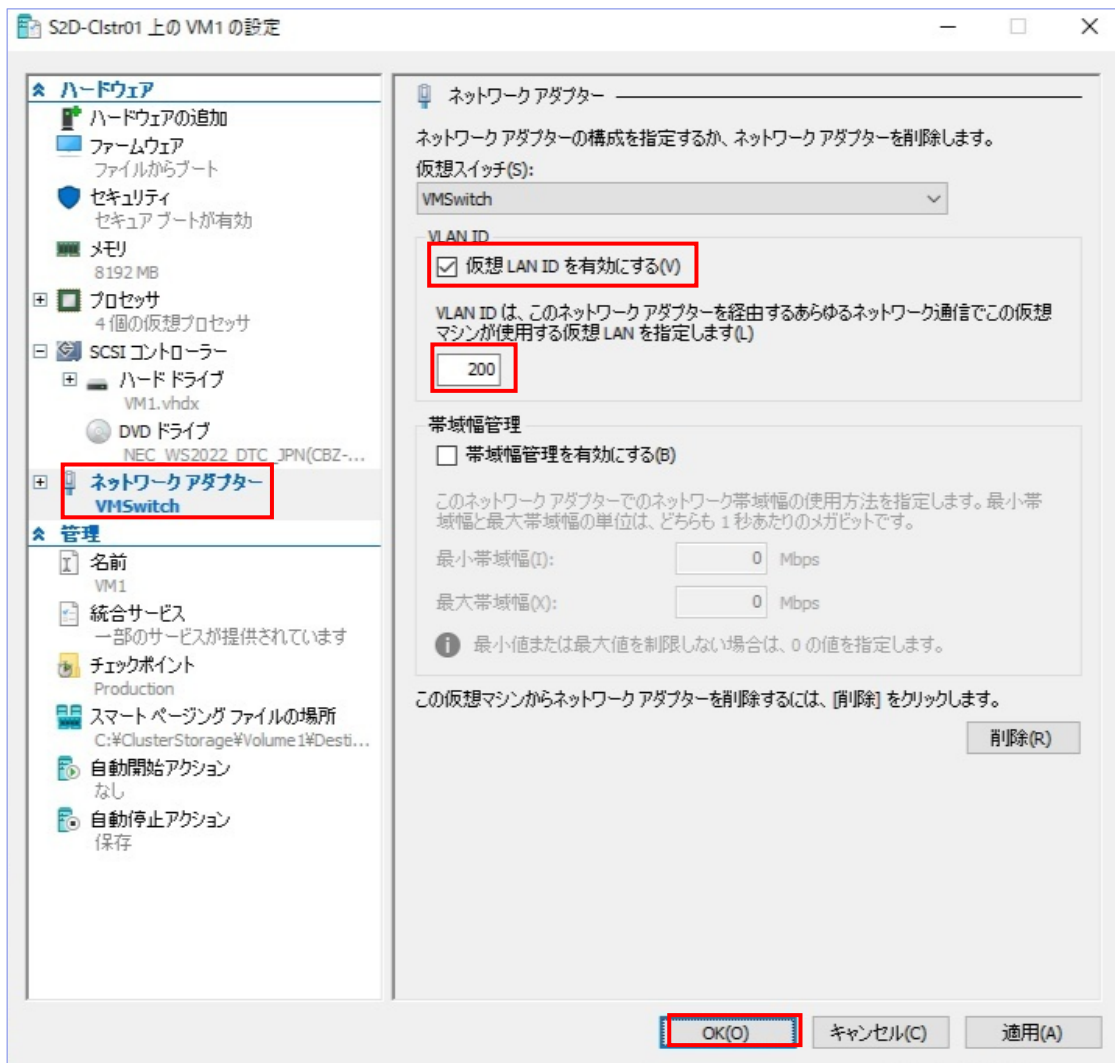 S2D-Clstr01 上の VM1 の設定
ハードウェア
ハードウェアの追加
ファームウェア
ファイルからブート
セキュリティ
セキュア ブートが有効
メモリ
8192 MB
プロセッサ
4 個の仮想プロセッサ
SCSI コントローラー
ハード ドライブ
VM1.vhdx
DVD ドライブ
NEC_WS2022_DTC_JPN(CBZ-...
ネットワーク アダプター
VMSwitch
管理
名前
VM1
統合サービス
一部のサービスが提供されています
チェックポイント
Production
スマート ページング ファイルの場所
C:¥ClusterStorage¥Volume1¥Desti...
自動開始アクション
なし
自動停止アクション
保存
ネットワーク アダプター
ネットワーク アダプターの構成を指定するか、ネットワーク アダプターを削除します。
仮想スイッチ(S):
VMSwitch
VLAN ID
仮想 LAN ID を有効にする(V)
VLAN ID は、このネットワーク アダプターを経由するあらゆるネットワーク通信でこの仮想
マシンが使用する仮想 LAN を指定します(L)
200
帯域幅管理
帯域幅管理を有効にする(B)
このネットワーク アダプターでのネットワーク帯域幅の使用方法を指定します。最小帯
域幅と最大帯域幅の単位は、どちらも 1 秒あたりのメガビットです。
最小帯域幅(I): 0 Mbps
最大帯域幅(X): 0 Mbps
最小値または最大値を制限しない場合は、0 の値を指定します。
この仮想マシンからネットワーク アダプターを削除するには、[削除] をクリックします。
削除(R)
OK(O) キャンセル(C) 適用(A)